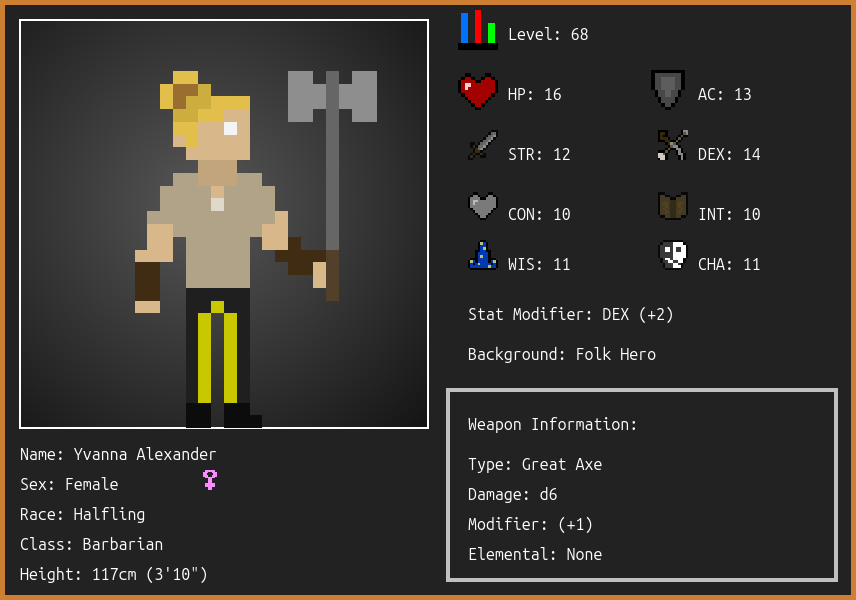 Level: 68
HP: 16
AC: 13
STR: 12
DEX: 14
CON: 10
INT: 10
WIS: 11
CHA: 11
Stat Modifier: DEX (+2)
Background: Folk Hero
Weapon Information:
Type: Great Axe
Damage: d6
Modifier: (+1)
Elemental: None
Name: Yvanna Alexander
Sex: Female
Race: Halfling
Class: Barbarian
Height: 117cm (3'10")